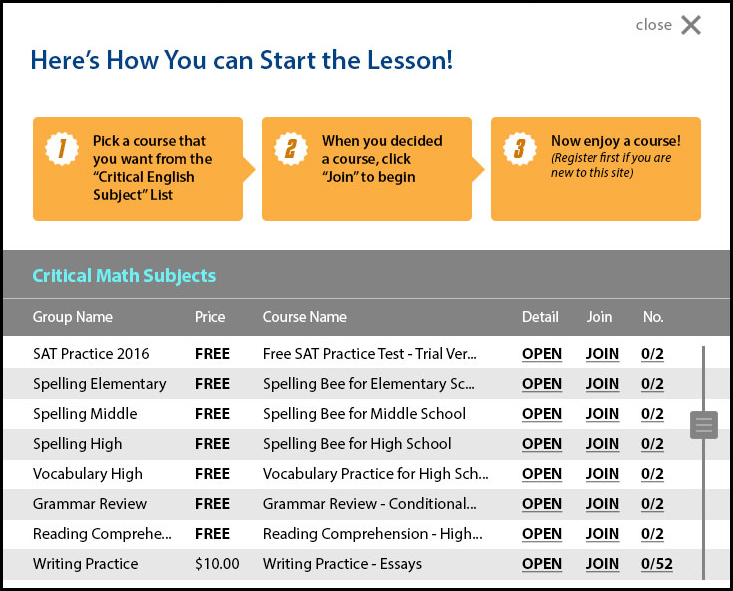 close
Here's How You can Start the Lesson!
1
Pick a course that
you want from the
“Critical English
Subject” List
2
When you decided
a course, click
“Join” to begin
3
Now enjoy a course!
(Register first if you are
new to this site)
Critical Math Subjects
Group Name Price Course Name Detail Join No.
SAT Practice 2016 FREE Free SAT Practice Test - Trial Ver... OPEN JOIN 0/2
Spelling Elementary FREE Spelling Bee for Elementary Sc... OPEN JOIN 0/2
Spelling Middle FREE Spelling Bee for Middle School OPEN JOIN 0/2
Spelling High FREE Spelling Bee for High School OPEN JOIN 0/2
Vocabulary High FREE Vocabulary Practice for High Sch... OPEN JOIN 0/2
Grammar Review FREE Grammar Review - Conditional... OPEN JOIN 0/2
Reading Comprehe... FREE Reading Comprehension - High... OPEN JOIN 0/2
Writing Practice $10.00 Writing Practice - Essays OPEN JOIN 0/52